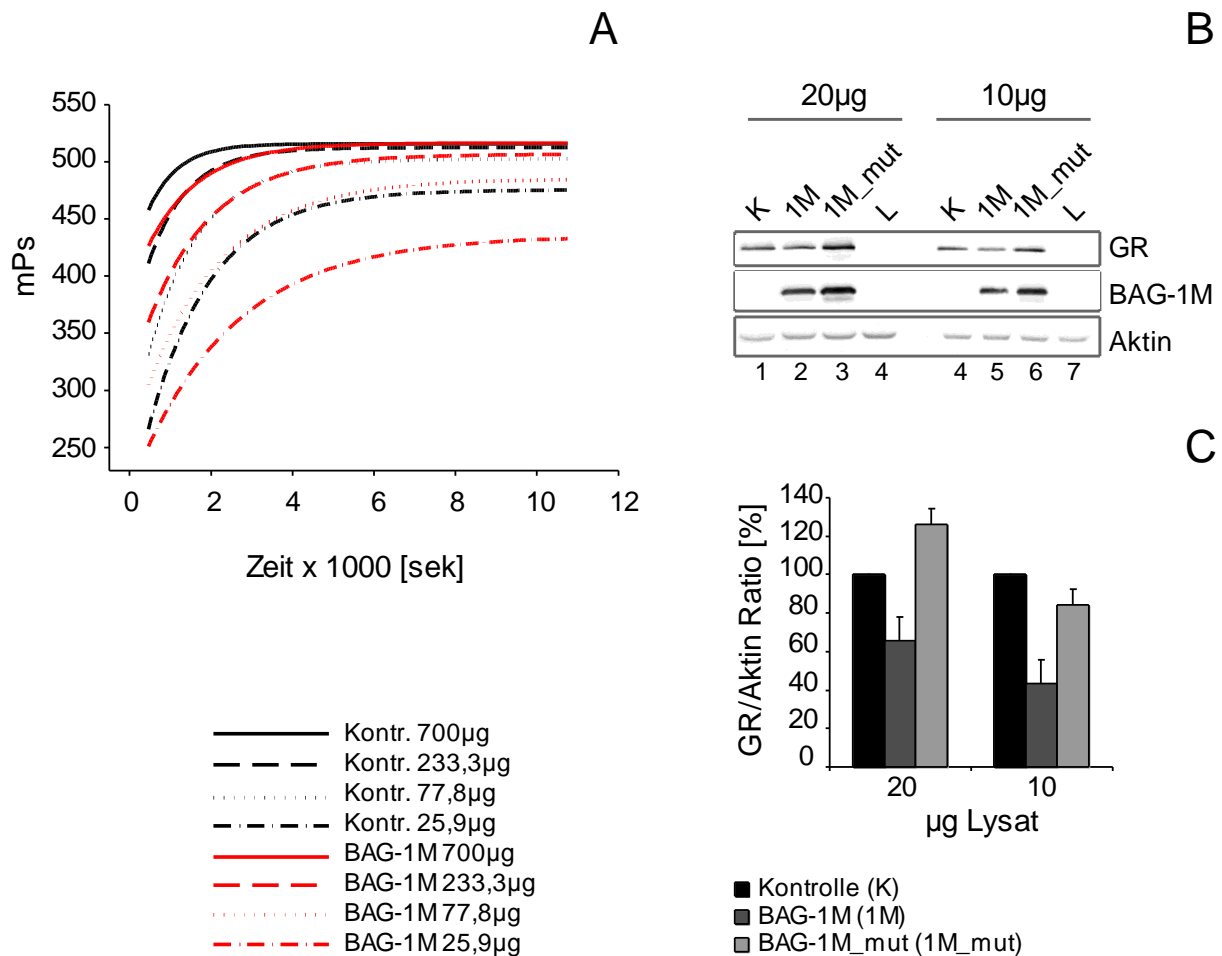 A
550
500
450
400
350
300
250
mPs
0 2 4 6 8 10 12
Zeit x 1000 [sek]
Kontr. 700µg
Kontr. 233,3µg
Kontr. 77,8µg
Kontr. 25,9µg
BAG-1M 700µg
BAG-1M 233,3µg
BAG-1M 77,8µg
BAG-1M 25,9µg
B
20µg 10µg
K 1M 1M_mut L K 1M 1M_mut L
GR
BAG-1M
Aktin
1 2 3 4 4 5 6 7
C
140
120
100
80
60
40
20
0
GR/Aktin Ratio [%]
20 10
µg Lysat
Kontrolle (K)
BAG-1M (1M)
BAG-1M_mut (1M_mut)